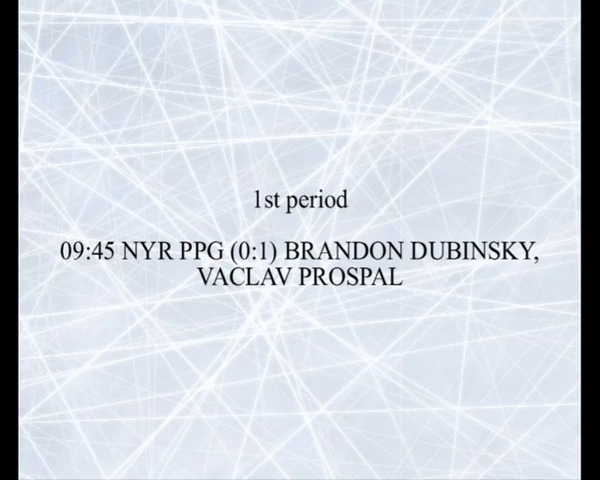 1st period
09:45 NYR PPG (0:1) BRANDON DUBINSKY,
VACLAV PROSPAL